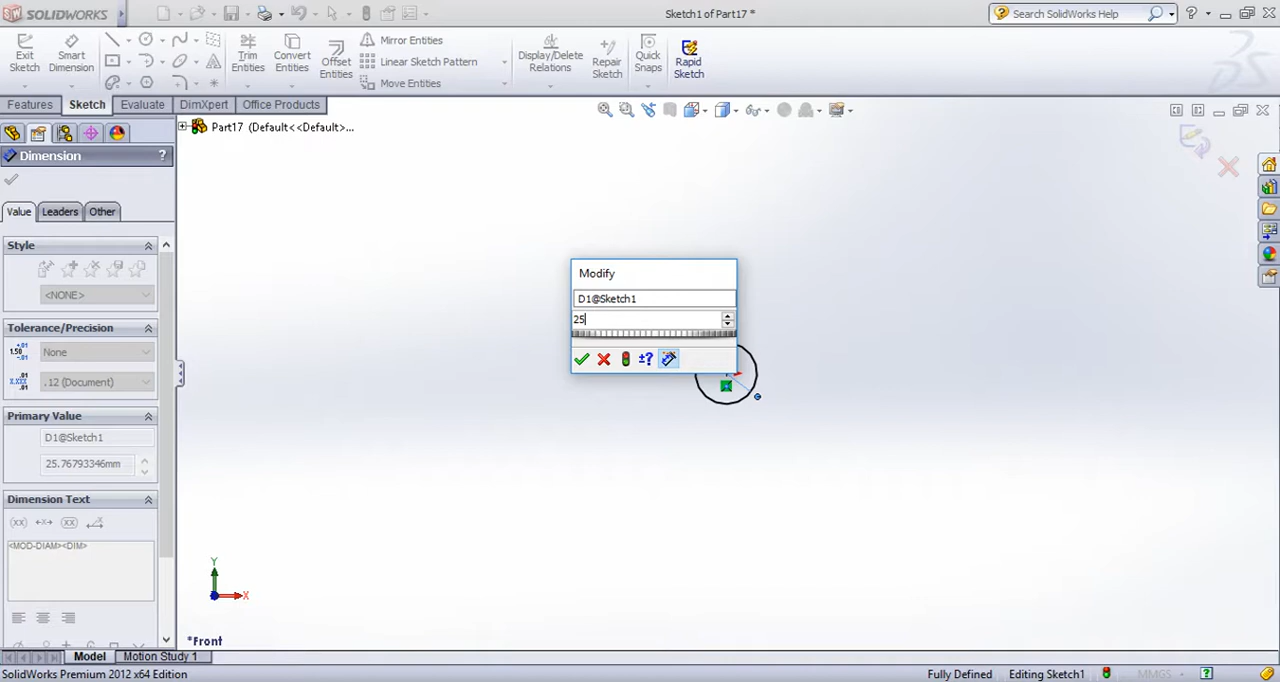 SOLIDWORKS
Sketch1 of Part17 *
Search SolidWorks Help
Exit Sketch
Smart Dimension
Trim Entities
Convert Entities
Offset Entities
Mirror Entities
Linear Sketch Pattern
Move Entities
Display/Delete Relations
Repair Sketch
Quick Snaps
Rapid Sketch
Features
Sketch
Evaluate
DimXpert
Office Products
Part17 (Default<<Default>...
Dimension
?
Value
Leaders
Other
Style
<NONE>
Tolerance/Precision
None
.12 (Document)
Primary Value
D1@Sketch1
25.76793346mm
Dimension Text
<MOD-DIAM><DIM>
Modify
D1@Sketch1
25
±?
Y
X
*Front
Model
Motion Study 1
SolidWorks Premium 2012 x64 Edition
Fully Defined
Editing Sketch1
MMGS
?